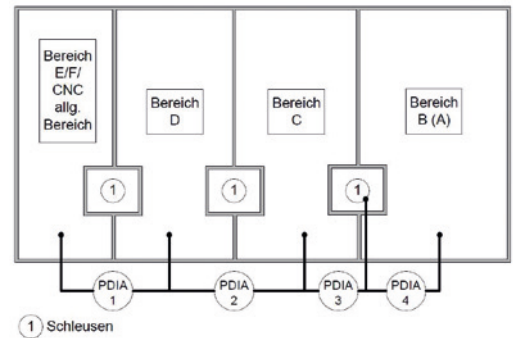 Bereich
E/F/
CNC
allg.
Bereich
Bereich
D
Bereich
C
Bereich
B (A)
1
1
1
PDIA
1
PDIA
2
PDIA
3
PDIA
4
1 Schleusen